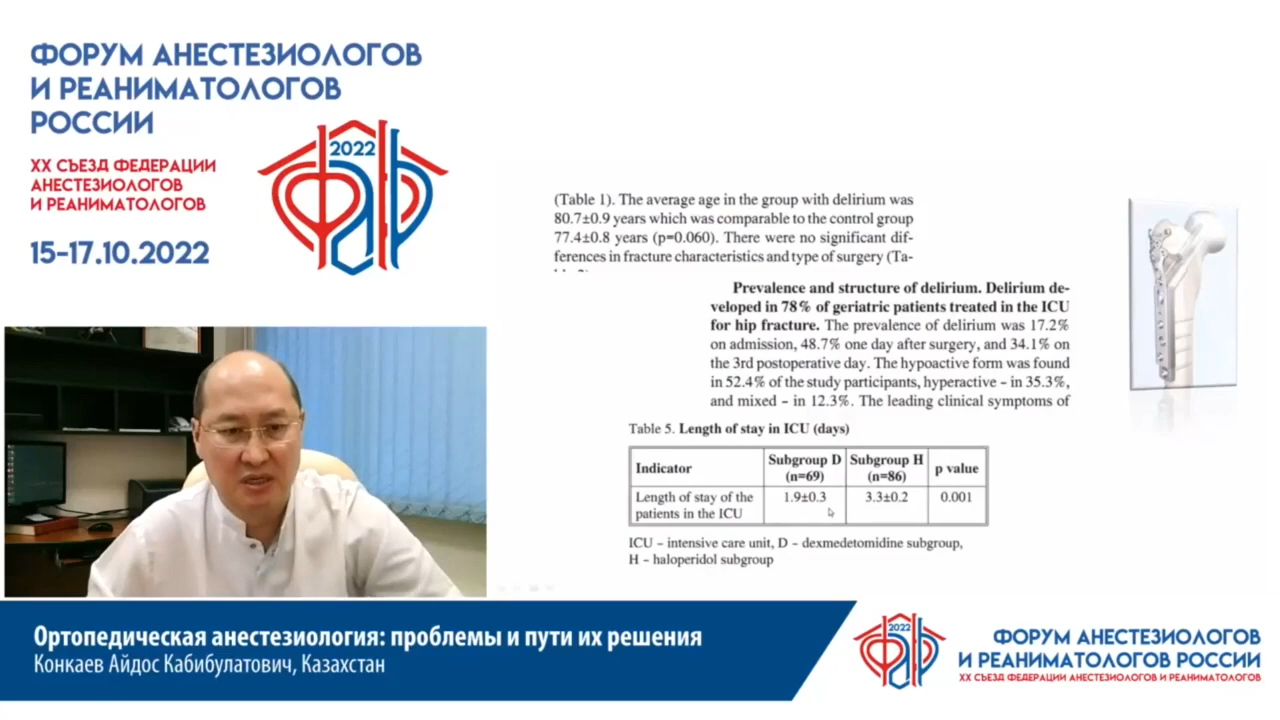 ФОРУМ АНЕСТЕЗИОЛОГОВ
И РЕАНИМАТОЛОГОВ
РОССИИ
XX СЪЕЗД ФЕДЕРАЦИИ
АНЕСТЕЗИОЛОГОВ
И РЕАНИМАТОЛОГОВ
15-17.10.2022
2022
ФАР
(Table 1). The average age in the group with delirium was
80.7±0.9 years which was comparable to the control group
77.4±0.8 years (p=0.060). There were no significant dif-
ferences in fracture characteristics and type of surgery (Ta-
Prevalence and structure of delirium. Delirium de-
veloped in 78% of geriatric patients treated in the ICU
for hip fracture. The prevalence of delirium was 17.2%
on admission, 48.7% one day after surgery, and 34.1% on
the 3rd postoperative day. The hypoactive form was found
in 52.4% of the study participants, hyperactive – in 35.3%,
and mixed – in 12.3%. The leading clinical symptoms of
Table 5. Length of stay in ICU (days)
Indicator Subgroup D (n=69) Subgroup H (n=86) p value
Length of stay of the patients in the ICU 1.9±0.3 3.3±0.2 0.001
ICU – intensive care unit, D – dexmedetomidine subgroup,
H – haloperidol subgroup
Ортопедическая анестезиология: проблемы и пути их решения
Конкаев Айдос Кабибулатович, Казахстан
2022
ФАР
ФОРУМ АНЕСТЕЗИОЛОГОВ
И РЕАНИМАТОЛОГОВ РОССИИ
XX СЪЕЗД ФЕДЕРАЦИИ АНЕСТЕЗИОЛОГОВ И РЕАНИМАТОЛОГОВ